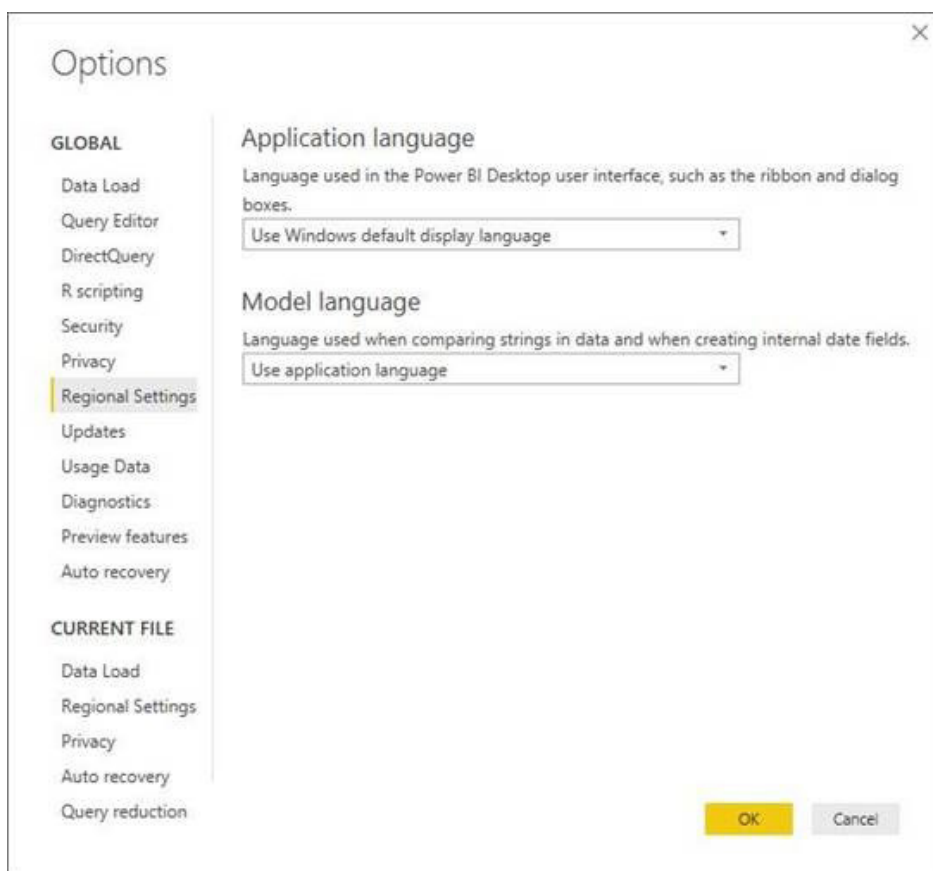 Options
GLOBAL
Data Load
Query Editor
DirectQuery
R scripting
Security
Privacy
Regional Settings
Updates
Usage Data
Diagnostics
Preview features
Auto recovery
CURRENT FILE
Data Load
Regional Settings
Privacy
Auto recovery
Query reduction
Application language
Language used in the Power BI Desktop user interface, such as the ribbon and dialog
boxes.
Use Windows default display language
Model language
Language used when comparing strings in data and when creating internal date fields.
Use application language
OK
Cancel